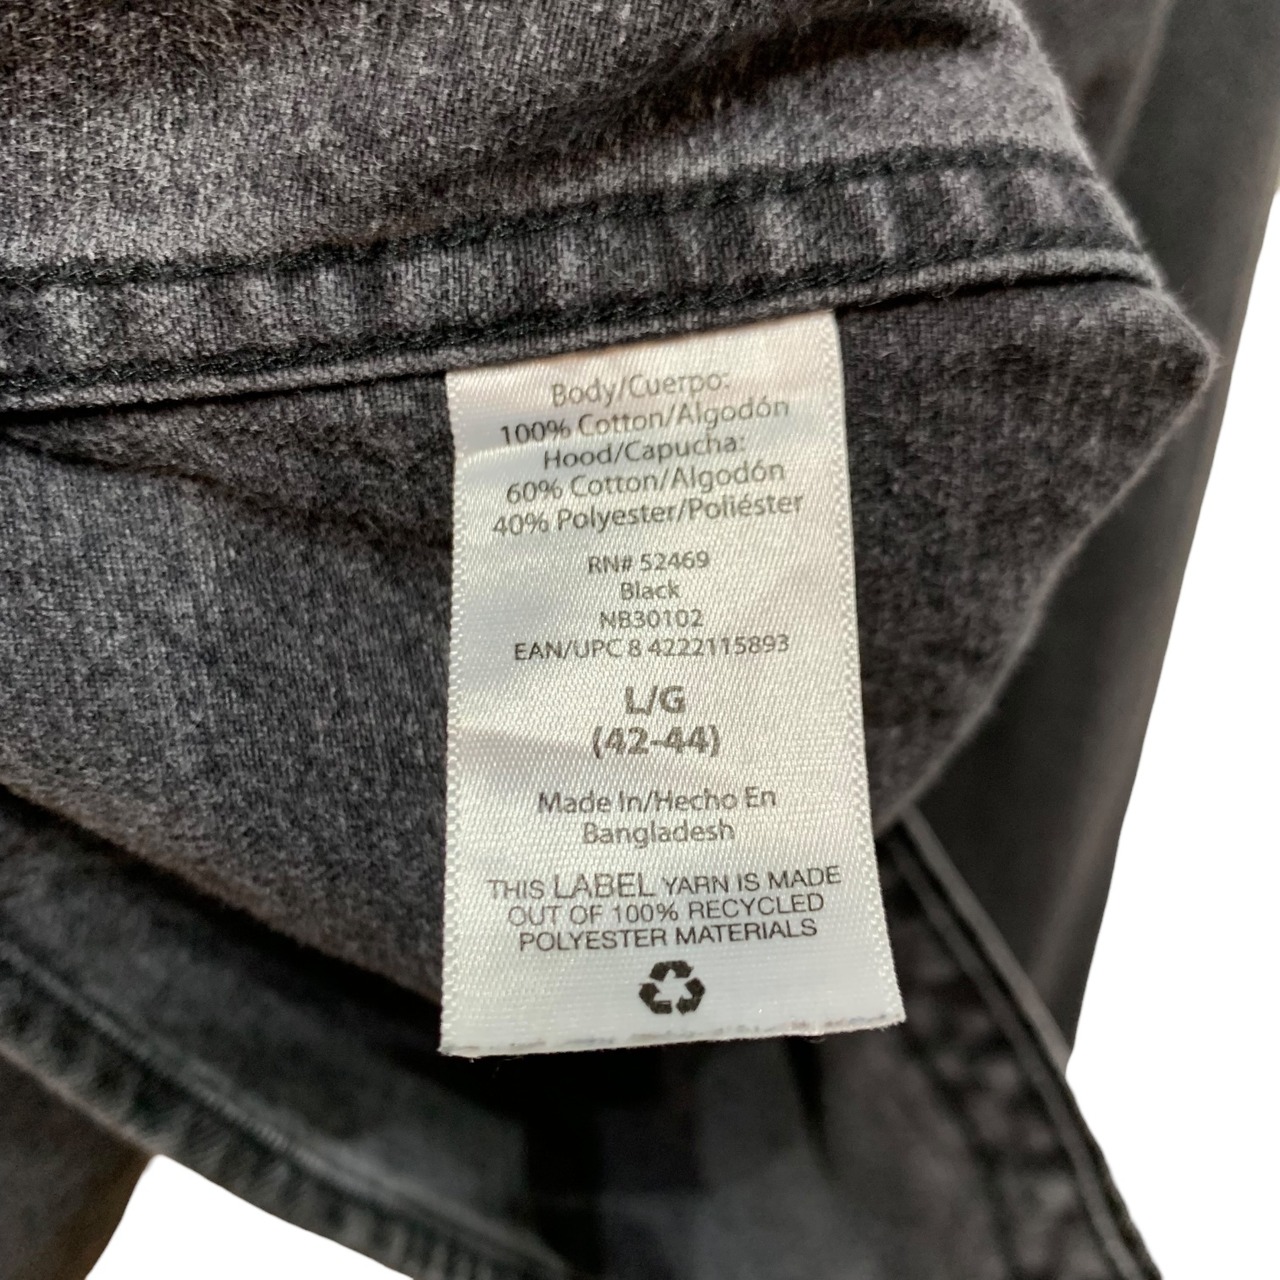 Body/Cuerpo:
100% Cotton/Algodón
Hood/Capucha:
60% Cotton/Algodón
40% Polyester/Poliéster
RN# 52469
Black
NB30102
EAN/UPC 8 4222115893
L/G
(42-44)
Made In/Hecho En
Bangladesh
THIS LABEL YARN IS MADE
OUT OF 100% RECYCLED
POLYESTER MATERIALS